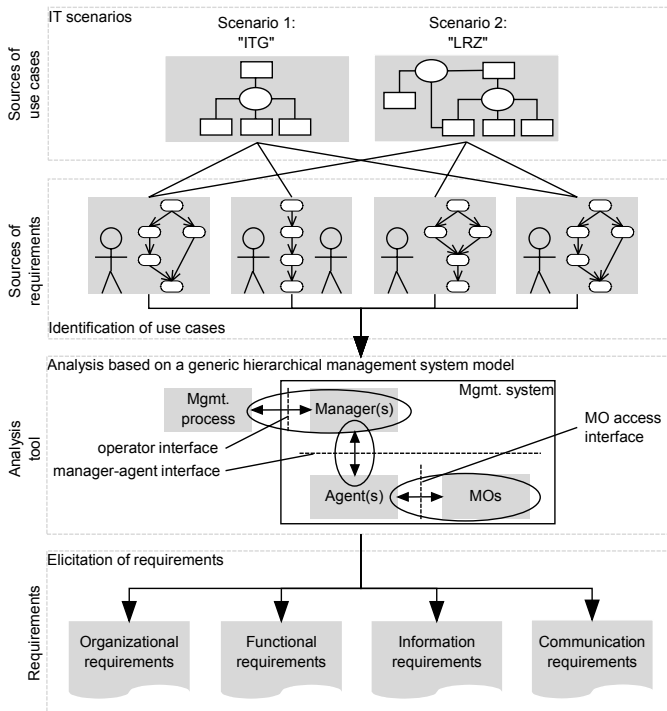 IT scenarios
Sources of
use cases
Scenario 1:
"ITG"
Scenario 2:
"LRZ"
Sources of
requirements
Identification of use cases
Analysis based on a generic hierarchical management system model
Analysis
tool
Mgmt. system
Mgmt.
process
Manager(s)
MO access
interface
operator interface
manager-agent interface
Agent(s)
MOs
Elicitation of requirements
Requirements
Organizational
requirements
Functional
requirements
Information
requirements
Communication
requirements